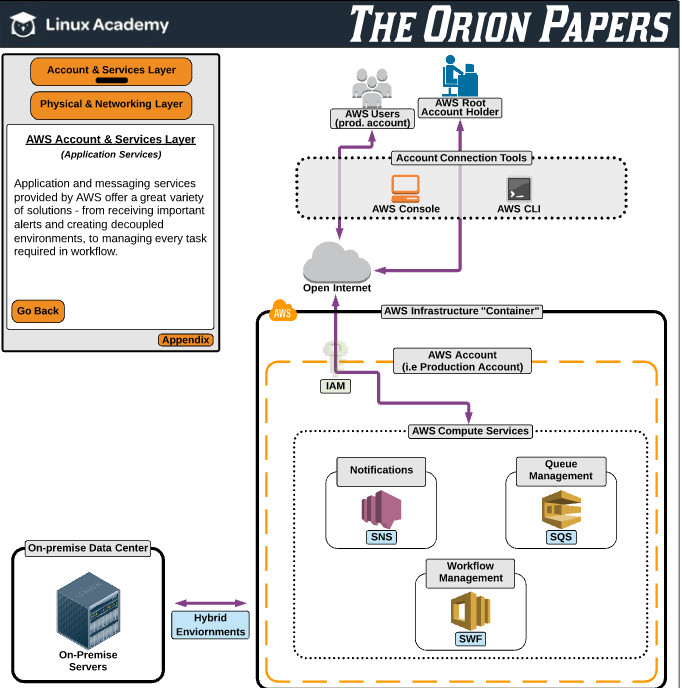 Linux Academy
THE ORION PAPERS
Account & Services Layer
Physical & Networking Layer
AWS Account & Services Layer
(Application Services)
Application and messaging services
provided by AWS offer a great variety
of solutions - from receiving important
alerts and creating decoupled
environments, to managing every task
required in workflow.
Go Back
Appendix
AWS Users
(prod. account)
AWS Root
Account Holder
Account Connection Tools
AWS Console
AWS CLI
Open Internet
AWS
AWS Infrastructure "Container"
AWS Account
(i.e Production Account)
IAM
AWS Compute Services
Notifications
SNS
Queue
Management
SQS
Workflow
Management
SWF
On-premise Data Center
On-Premise
Servers
Hybrid
Enviornments